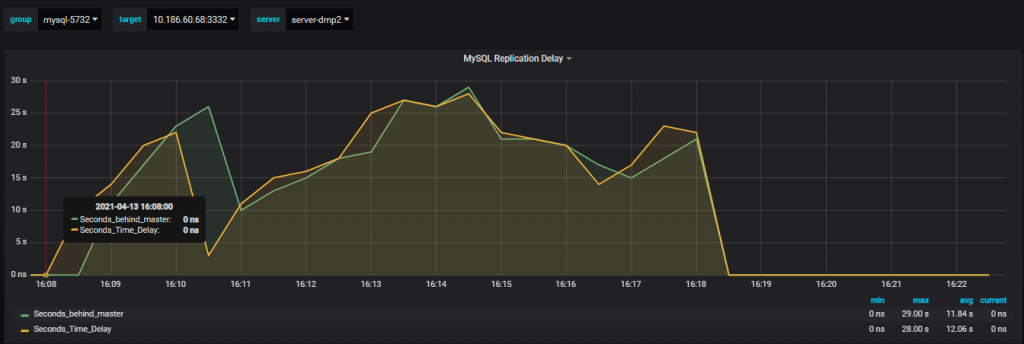 group mysql-5732 target 10.186.60.68:3332 server server-dmp2
MySQL Replication Delay
30 s
25 s
20 s
15 s
10 s
5 s
0 ns
2021-04-13 16:08:00
Seconds_behind_master: 0 ns
Seconds_Time_Delay: 0 ns
16:08 16:09 16:10 16:11 16:12 16:13 16:14 16:15 16:16 16:17 16:18 16:19 16:20 16:21 16:22
min max avg current
Seconds_behind_master 0 ns 29.00 s 11.84 s 0 ns
Seconds_Time_Delay 0 ns 28.00 s 12.06 s 0 ns